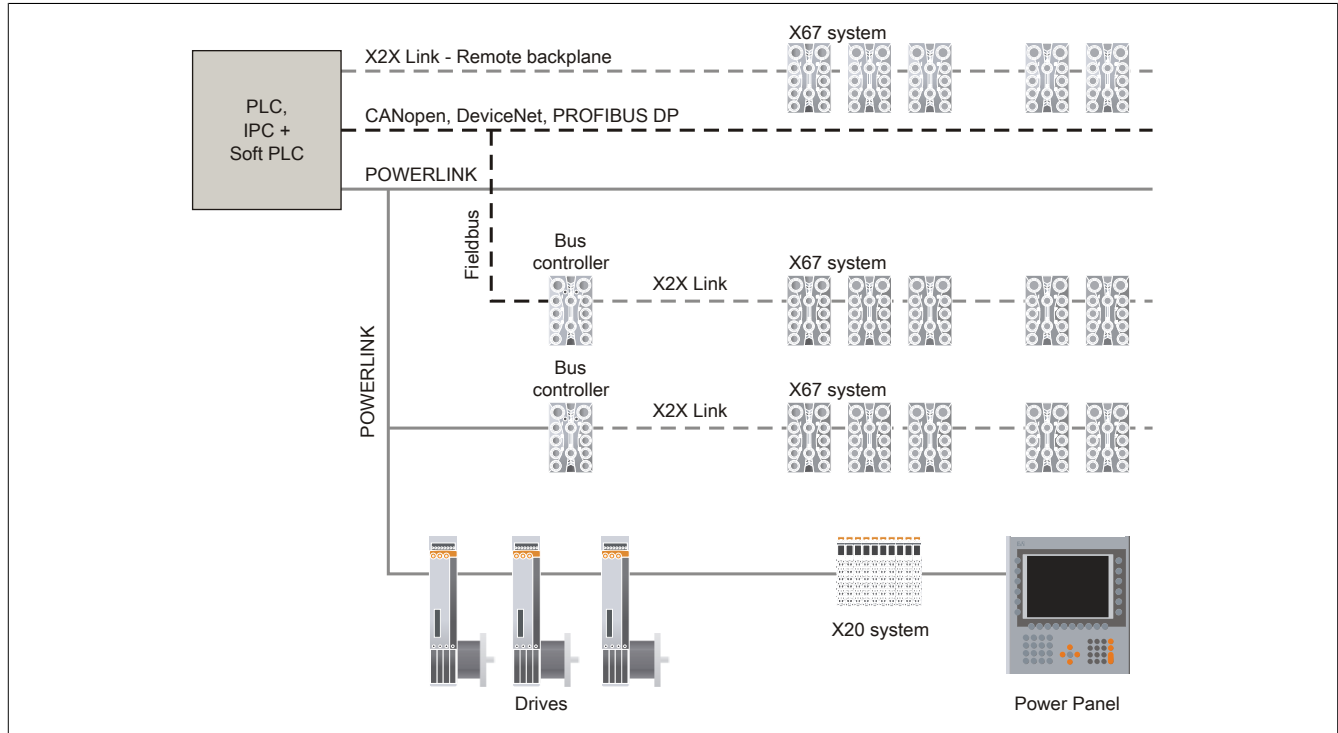 X67 system
X2X Link - Remote backplane
PLC,
IPC +
Soft PLC
CANopen, DeviceNet, PROFIBUS DP
POWERLINK
Fieldbus
Bus
controller
X2X Link
X67 system
POWERLINK
Bus
controller
X2X Link
X67 system
X20 system
Drives
Power Panel